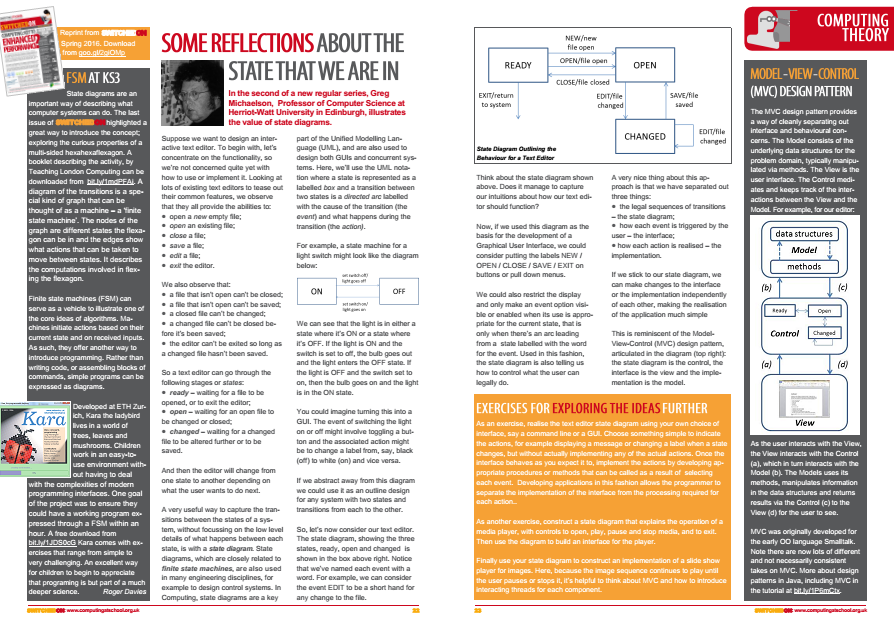 Reprint from SWITCHEDON
Spring 2016. Download
from goo.gl/2gIOMp
FSM AT KS3
State diagrams are an
important way of describing what
computer systems can do. The last
issue of SWITCHEDON highlighted a
great way to introduce the concept;
exploring the curious properties of a
multi-sided hexahexaflexagon. A
booklet describing the activity, by
Teaching London Computing can be
downloaded from
diagram of the transitions is a spe-
cial kind of graph that can be
thought of as a machine – a 'finite
state machine'. The nodes of the
graph are different states the flexa-
gon can be in and the edges show
what actions that can be taken to
move between states. It describes
the computations involved in flex-
ing the flexagon.
Finite state machines (FSM) can
serve as a vehicle to illustrate one of
the core ideas of algorithms. Ma-
chines initiate actions based on their
current state and on received inputs.
As such, they offer another way to
introduce programming. Rather than
writing code, or assembling blocks of
commands, simple programs can be
expressed as diagrams.
Kara
Developed at ETH Zur-
ich, Kara the ladybird
lives in a world of
trees, leaves and
mushrooms. Children
work in an easy-to-
use environment with-
out having to deal
with the complexities of modern
programming interfaces. One goal
of the project was to ensure they
could have a working program ex-
pressed through a FSM within an
hour. A free download from
bit.ly/1JDS0cG Kara comes with ex-
ercises that range from simple to
very challenging. An excellent way
for children to begin to appreciate
that programing is but part of a much
deeper science. Roger Davies
SWITCHEDON: www.computingatschool.org.uk
SOME REFLECTIONS ABOUT THE
STATE THAT WE ARE IN
In the second of a new regular series, Greg
Michaelson, Professor of Computer Science at
Herriot-Watt University in Edinburgh, illustrates
the value of state diagrams.
Suppose we want to design an inter-
active text editor. To begin with, let's
concentrate on the functionality, so
we're not concerned quite yet with
how to use or implement it. Looking at
lots of existing text editors to tease out
their common features, we observe
that they all provide the abilities to:
• open a new empty file;
• open an existing file;
• close a file;
• save a file;
• edit a file;
• exit the editor.
We also observe that:
• a file that isn't open can't be closed;
• a file that isn't open can't be saved;
• a closed file can't be changed;
• a changed file can't be closed be-
fore it's been saved;
• the editor can't be exited so long as
a changed file hasn't been saved.
So a text editor can go through the
following stages or states:
• ready – waiting for a file to be
opened, or to exit the editor;
• open – waiting for an open file to
be changed or closed;
• changed – waiting for a changed
file to be altered further or to be
saved.
And then the editor will change from
one state to another depending on
what the user wants to do next.
A very useful way to capture the tran-
sitions between the states of a sys-
tem, without focussing on the low level
details of what happens between each
state, is with a state diagram. State
diagrams, which are closely related to
finite state machines, are also used
in many engineering disciplines, for
example to design control systems. In
Computing, state diagrams are a key
part of the Unified Modelling Lan-
guage (UML), and are also used to
design both GUIs and concurrent sys-
tems. Here, we'll use the UML nota-
tion where a state is represented as a
labelled box and a transition between
two states is a directed arc labelled
with the cause of the transition (the
event) and what happens during the
transition (the action).
For example, a state machine for a
light switch might look like the diagram
below:
ON
set switch off/
light goes off
OFF
set switch on/
light goes on
We can see that the light is in either a
state where it's ON or a state where
it's OFF. If the light is ON and the
switch is set to off, the bulb goes out
and the light enters the OFF state. If
the light is OFF and the switch set to
on, then the bulb goes on and the light
is in the ON state.
You could imagine turning this into a
GUI. The event of switching the light
on or off might involve toggling a but-
ton and the associated action might
be to change a label from, say, black
(off) to white (on) and vice versa.
If we abstract away from this diagram
we could use it as an outline design
for any system with two states and
transitions from each to the other.
So, let's now consider our text editor.
The state diagram, showing the three
states, ready, open and changed is
shown in the box above right. Notice
that we've named each event with a
word. For example, we can consider
the event EDIT to be a short hand for
any change to the file.
22
READY
NEW/new
file open
OPEN/file open
CLOSE/file closed
OPEN
EXIT/return
to system
EDIT/file
changed
SAVE/file
saved
CHANGED
EDIT/file
changed
State Diagram Outlining the
Behaviour for a Text Editor
Think about the state diagram shown
above. Does it manage to capture
our intuitions about how our text edi-
tor should function?
Now, if we used this diagram as the
basis for the development of a
Graphical User Interface, we could
consider putting the labels NEW /
OPEN / CLOSE / SAVE / EXIT on
buttons or pull down menus.
We could also restrict the display
and only make an event option visi-
ble or enabled when its use is appro-
priate for the current state, that is
only when there's an arc leading
from a state labelled with the word
for the event. Used in this fashion,
the state diagram is also telling us
how to control what the user can
legally do.
A very nice thing about this ap-
proach is that we have separated out
three things:
• the legal sequences of transitions
– the state diagram;
• how each event is triggered by the
user – the interface;
• how each action is realised – the
implementation.
If we stick to our state diagram, we
can make changes to the interface
or the implementation independently
of each other, making the realisation
of the application much simple
This is reminiscent of the Model-
View-Control (MVC) design pattern,
articulated in the diagram (top right):
the state diagram is the control, the
interface is the view and the imple-
mentation is the model.
EXERCISES FOR EXPLORING THE IDEAS FURTHER
As an exercise, realise the text editor state diagram using your own choice of
interface, say a command line or a GUI. Choose something simple to indicate
the actions, for example displaying a message or changing a label when a state
changes, but without actually implementing any of the actual actions. Once the
interface behaves as you expect it to, implement the actions by developing ap-
propriate procedures or methods that can be called as a result of selecting
each event. Developing applications in this fashion allows the programmer to
separate the implementation of the interface from the processing required for
each action..
As another exercise, construct a state diagram that explains the operation of a
media player, with controls to open, play, pause and stop media, and to exit.
Then use the diagram to build an interface for the player.
Finally use your state diagram to construct an implementation of a slide show
player for images. Here, because the image sequence continues to play until
the user pauses or stops it, it's helpful to think about MVC and how to introduce
interacting threads for each component.
23
COMPUTING
THEORY
MODEL-VIEW-CONTROL
(MVC) DESIGN PATTERN
The MVC design pattern provides
a way of cleanly separating out
interface and behavioural con-
cerns. The Model consists of the
underlying data structures for the
problem domain, typically manipu-
lated via methods. The View is the
user interface. The Control medi-
ates and keeps track of the inter-
actions between the View and the
Model. For example, for our editor:
data structures
Model
methods
(b)
(c)
Ready
Open
Control
Changed
(a)
(d)
View
As the user interacts with the View,
the View interacts with the Control
(a), which in turn interacts with the
Model (b). The Models uses its
methods, manipulates information
in the data structures and returns
results via the Control (c) to the
View (d) for the user to see.
MVC was originally developed for
the early OO language Smalltalk.
Note there are now lots of different
and not necessarily consistent
takes on MVC. More about design
patterns in Java, including MVC in
the tutorial at bit.ly/1P6mCtx.
SWITCHEDON: www.computingatschool.org.uk